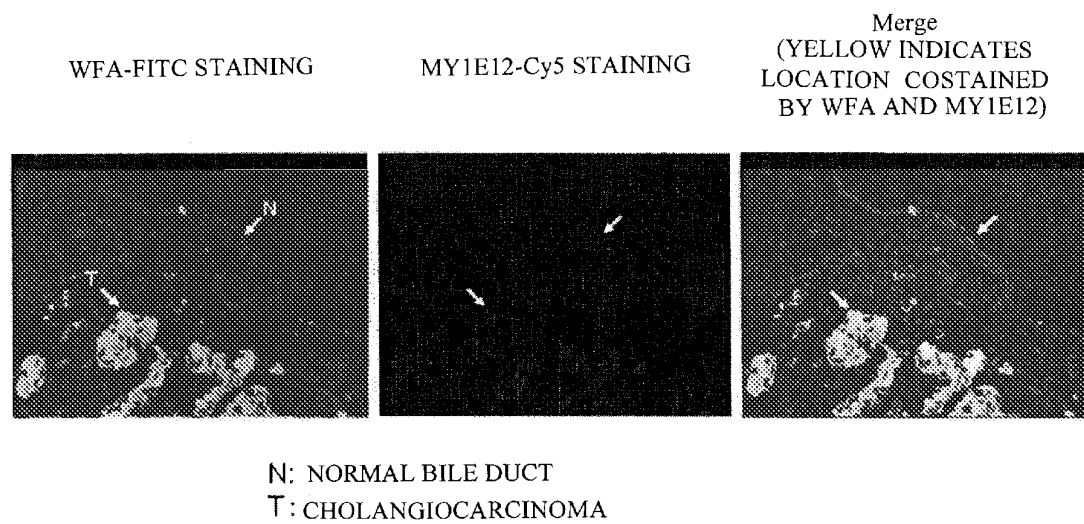 WFA-FITC STAINING
MY1E12-Cy5 STAINING
Merge
(YELLOW INDICATES
LOCATION COSTAINED
BY WFA AND MY1E12)
N
T
N: NORMAL BILE DUCT
T: CHOLANGIOCARCINOMA